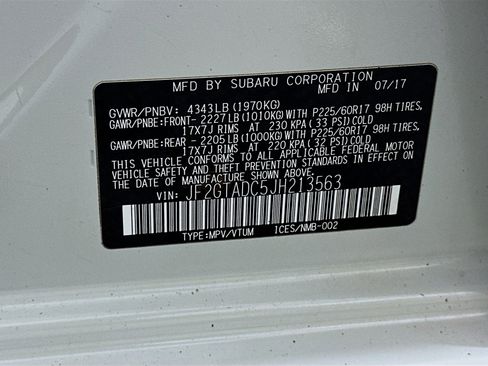 MFD BY SUBARU CORPORATION
MFD IN 07/17
GVWR/PNBV: 4343LB(1970KG)
GAWR/PNBE:FRONT- 2227LB(1010KG)WITH P225/60R17 98H TIRES,
17X7J RIMS AT 230 KPA (33 PSI)COLD
GAWR/PNBE:REAR - 2205LB(1000KG)WITH P225/60R17 98H TIRES,
17X7J RIMS AT 220 KPA (32 PSI)COLD
THIS VEHICLE CONFORMS TO ALL APPLICABLE FEDERAL MOTOR
VEHICLE SAFETY AND THEFT PREVENTION STANDARDS IN EFFECT
ON THE DATE OF MANUFACTURE SHOWN ABOVE.
VIN: JF2GTADC5JH213563
TYPE:MPV/VTUM ICES/NMB-002